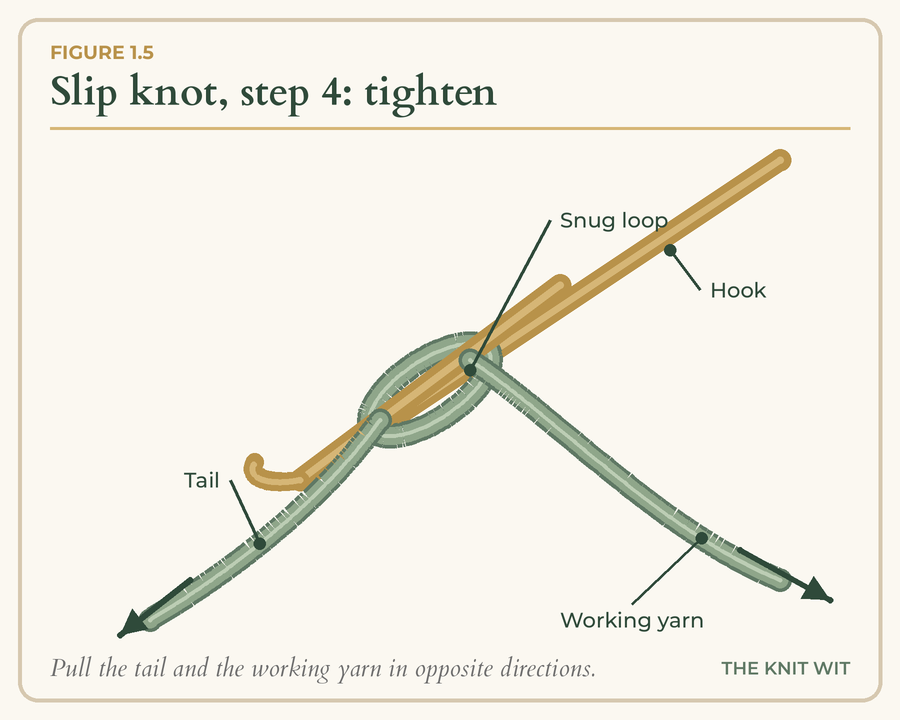 FIGURE 1.5
Slip knot, step 4: tighten
Snug loop
Hook
Tail
Working yarn
Pull the tail and the working yarn in opposite directions.
THE KNIT WIT